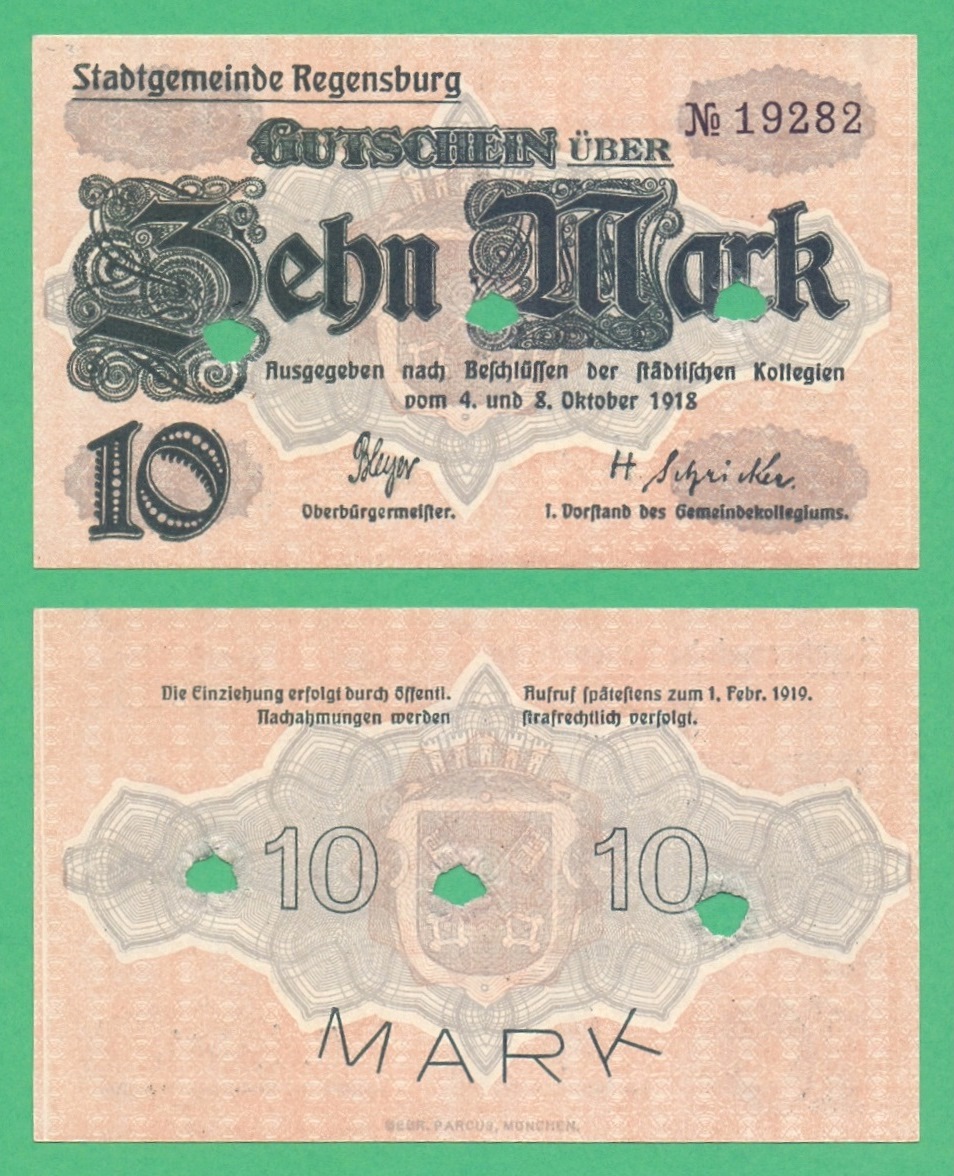 Stadtgemeinde Regensburg
№ 19282
GUTSCHEIN ÜBER
Zehn Mark
Ausgegeben nach Beschlüssen der städtischen Kollegien
vom 4. und 8. Oktober 1918
10
H Schricker.
Oberbürgermeister.
1. Vorstand des Gemeindekollegiums.
Die Einziehung erfolgt durch öffentl. Aufruf spätestens zum 1. Febr. 1919.
Nachahmungen werden strafrechtlich verfolgt.
10 10
MARK
GEBR. PARCUS, MÜNCHEN.